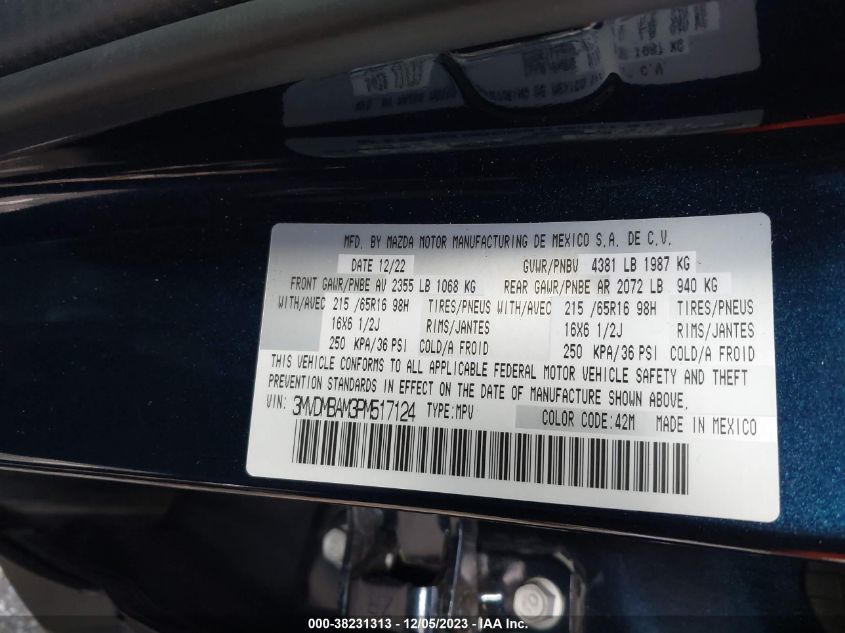 MFD. BY MAZDA MOTOR MANUFACTURING DE MEXICO S.A. DE C.V.
DATE 12/22 GVWR/PNBV 4381 LB 1987 KG
FRONT GAWR/PNBE AV 2355 LB 1068 KG REAR GAWR/PNBE AR 2072 LB 940 KG
WITH/AVEC 215 /65R16 98H TIRES/PNEUS WITH/AVEC 215 /65R16 98H TIRES/PNEUS
16X6 1/2J RIMS/JANTES 16X6 1/2J RIMS/JANTES
250 KPA/36 PSI COLD/A FROID 250 KPA/36 PSI COLD/A FROID
THIS VEHICLE CONFORMS TO ALL APPLICABLE FEDERAL MOTOR VEHICLE SAFETY AND THEFT
PREVENTION STANDARDS IN EFFECT ON THE DATE OF MANUFACTURE SHOWN ABOVE.
VIN: 3MVDMBAM3PM517124 TYPE:MPV COLOR CODE:42M MADE IN MEXICO
000-38231313 - 12/05/2023 - IAA Inc.